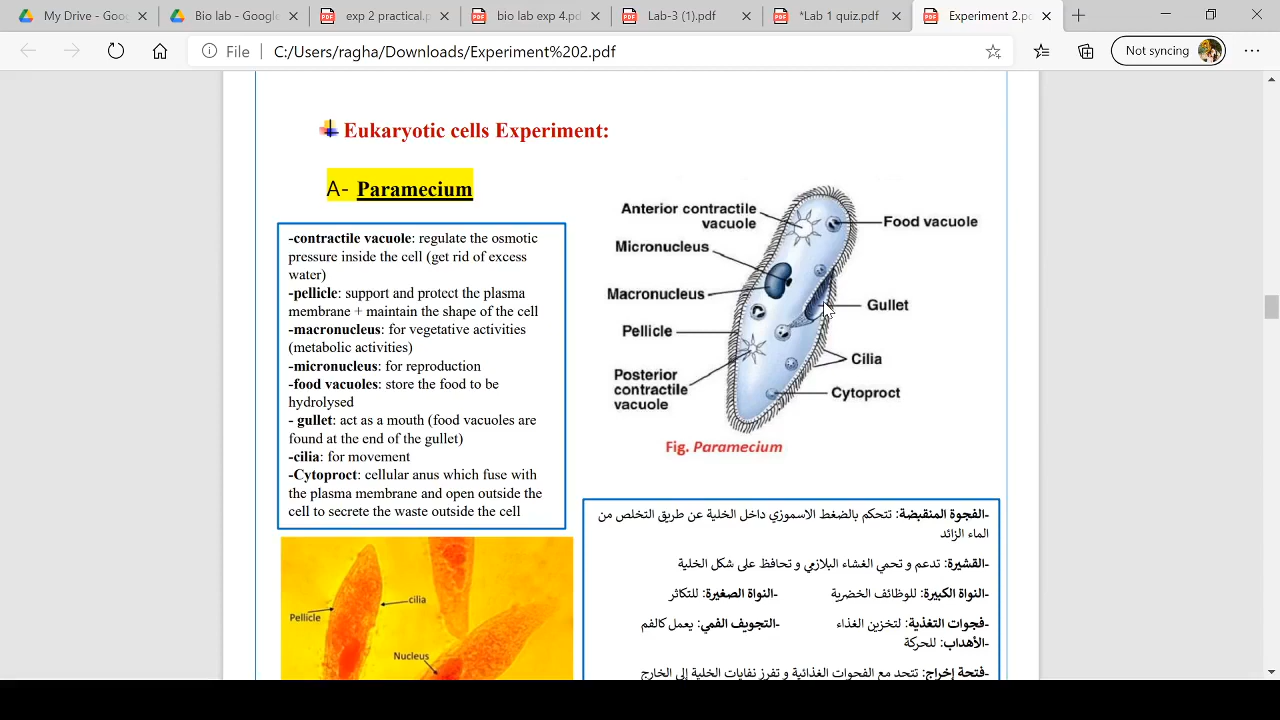 My Drive - Goo
Bio lab - Google
exp 2 practical.p
bio lab exp 4.pd
Lab-3 (1).pdf
*Lab 1 quiz.pdf
Experiment 2.p
File
C:/Users/ragha/Downloads/Experiment%202.pdf
Not syncing
Eukaryotic cells Experiment:
A- Paramecium
-contractile vacuole: regulate the osmotic
pressure inside the cell (get rid of excess
water)
-pellicle: support and protect the plasma
membrane + maintain the shape of the cell
-macronucleus: for vegetative activities
(metabolic activities)
-micronucleus: for reproduction
-food vacuoles: store the food to be
hydrolysed
- gullet: act as a mouth (food vacuoles are
found at the end of the gullet)
-cilia: for movement
-Cytoproct: cellular anus which fuse with
the plasma membrane and open outside the
cell to secrete the waste outside the cell
Anterior contractile
vacuole
Food vacuole
Micronucleus
Macronucleus
Gullet
Pellicle
Cilia
Posterior
contractile
vacuole
Cytoproct
Fig. Paramecium
-الفجوة المنقبضة: تتحكم بالضغط الاسموزي داخل الخلية عن طريق التخلص من
الماء الزائد
-القشيرة: تدعم و تحمي الغشاء البلازمي و تحافظ على شكل الخلية
-النواة الكبيرة: للوظائف الخضرية -النواة الصغيرة: للتكاثر
-فجوات التغذية: لتخزين الغذاء -التجويف الفمي: يعمل كالفم
-الأهداب: للحركة
-فتحة إخراج: تتحد مع الفجوات الغذائية و تفرز نفايات الخلية إلى الخارج
Pellicle
cilia
Nucleus